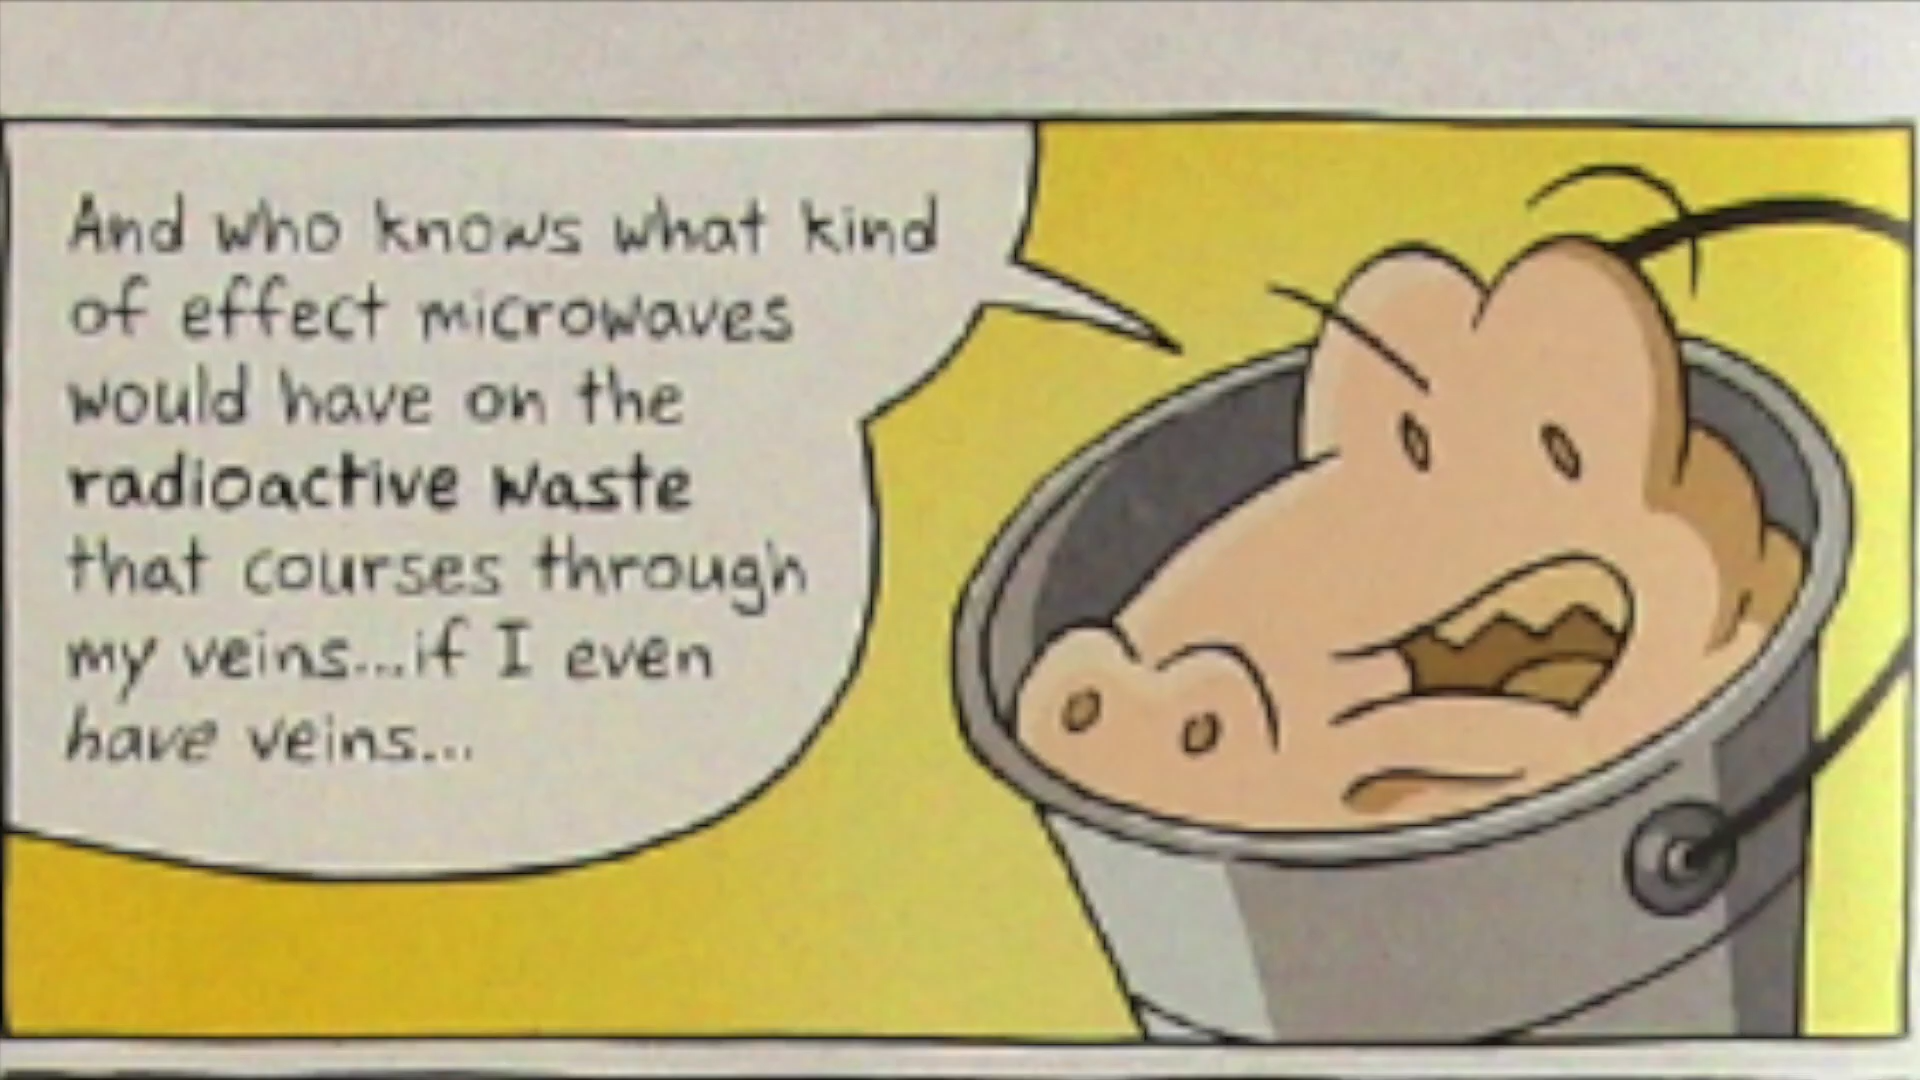 And who knows what kind
of effect microwaves
would have on the
radioactive waste
that courses through
my veins...if I even
have veins...